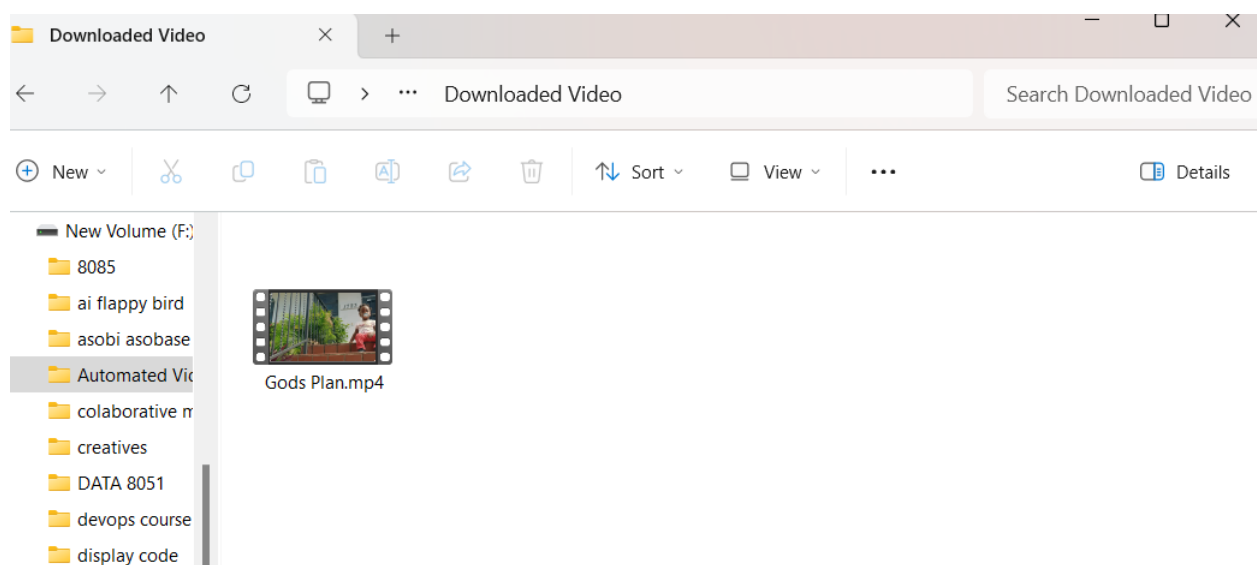 Downloaded Video
Downloaded Video
Search Downloaded Video
New
Sort
View
Details
New Volume (F:)
8085
ai flappy bird
asobi asobase
Automated Vic
colaborative m
creatives
DATA 8051
devops course
display code
Gods Plan.mp4